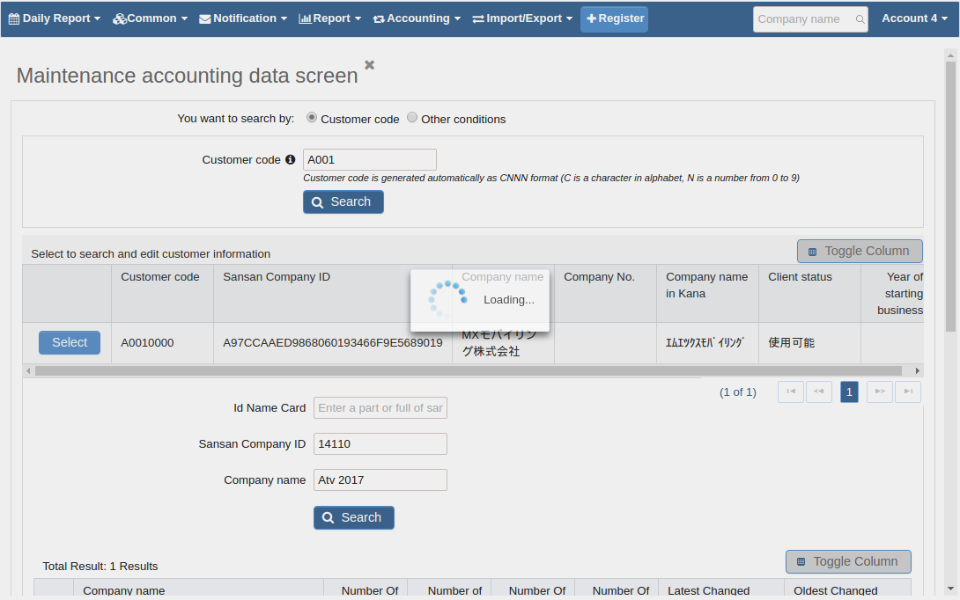 Daily Report Common Notification Report Accounting Import/Export Register Company name Account 4
Maintenance accounting data screen
You want to search by: Customer code Other conditions
Customer code A001
Customer code is generated automatically as CNNN format (C is a character in alphabet, N is a number from 0 to 9)
Search
Select to search and edit customer information Toggle Column
Customer code Sansan Company ID Company name Company No. Company name in Kana Client status Year of starting business
Loading...
Select A0010000 A97CCAAED9868060193466F9E5689019 MXモバイリング株式会社 ｴﾑｴｯｸｽﾓﾊﾞｲﾘﾝｸﾞ 使用可能
(1 of 1) 1
Id Name Card Enter a part or full of sar
Sansan Company ID 14110
Company name Atv 2017
Search
Total Result: 1 Results Toggle Column
Company name Number Of Number of Number Of Number Of Latest Changed Oldest Changed